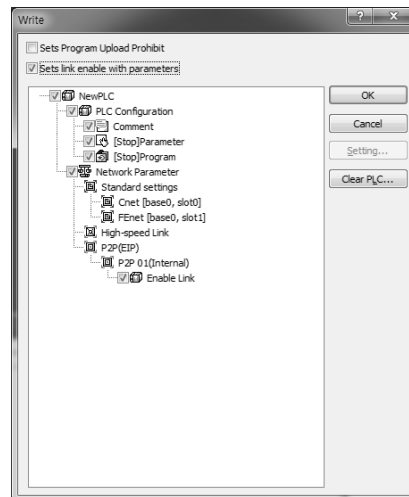 Write
Sets Program Upload Prohibit
Sets link enable with parameters
NewPLC
PLC Configuration
Comment
[Stop]Parameter
[Stop]Program
Network Parameter
Standard settings
Cnet [base0, slot0]
FEnet [base0, slot1]
High-speed Link
P2P(EIP)
P2P 01(Internal)
Enable Link
OK
Cancel
Setting...
Clear PLC...